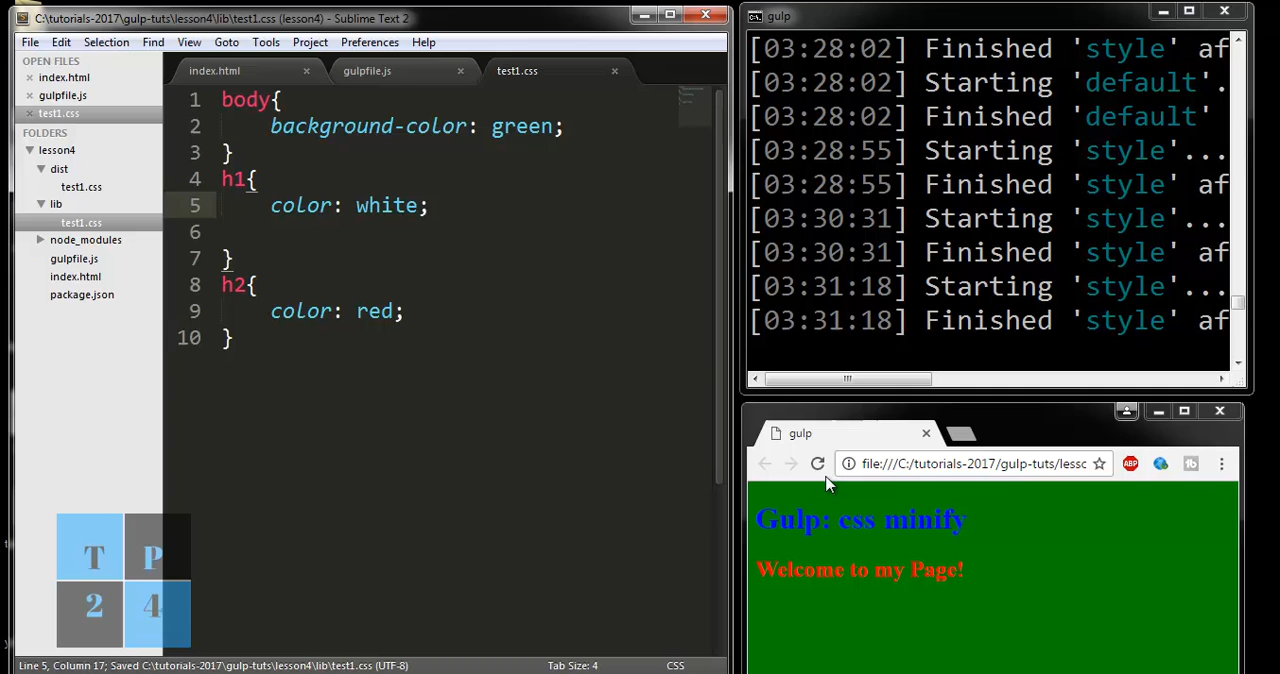 C:\tutorials-2017\gulp-tuts\lesson4\lib\test1.css (lesson4) - Sublime Text 2
File Edit Selection Find View Goto Tools Project Preferences Help
OPEN FILES
index.html
gulpfile.js
test1.css
FOLDERS
lesson4
dist
test1.css
lib
test1.css
node_modules
gulpfile.js
index.html
package.json
index.html gulpfile.js test1.css
1 body{
2 background-color: green;
3 }
4 h1{
5 color: white;
6
7 }
8 h2{
9 color: red;
10 }
T P
2 4
Line 5, Column 17; Saved C:\tutorials-2017\gulp-tuts\lesson4\lib\test1.css (UTF-8) Tab Size: 4 CSS
gulp
[03:28:02] Finished 'style' af
[03:28:02] Starting 'default'.
[03:28:02] Finished 'default'
[03:28:55] Starting 'style'...
[03:28:55] Finished 'style' af
[03:30:31] Starting 'style'...
[03:30:31] Finished 'style' af
[03:31:18] Starting 'style'...
[03:31:18] Finished 'style' af
gulp
file:///C:/tutorials-2017/gulp-tuts/lessc
ABP
Gulp: css minify
Welcome to my Page!